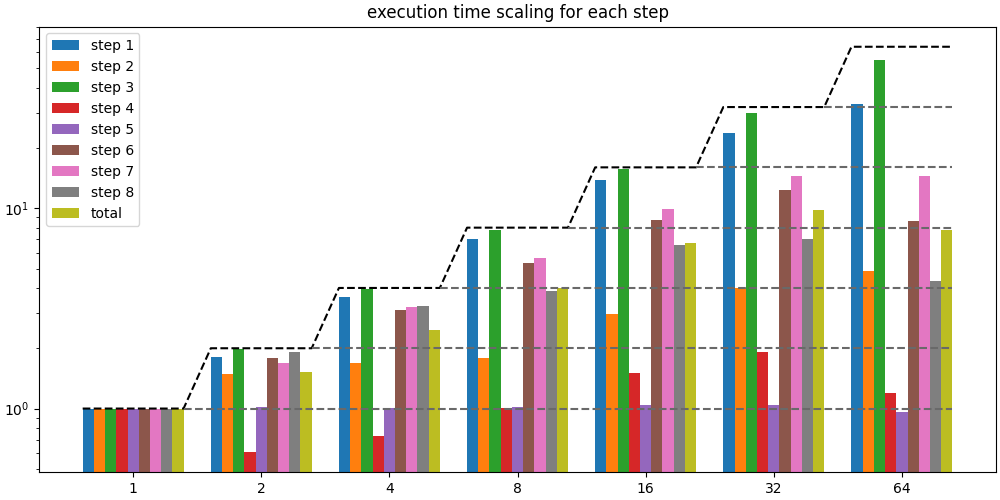 execution time scaling for each step
step 1
step 2
step 3
step 4
step 5
step 6
step 7
step 8
total
10¹
10⁰
1 2 4 8 16 32 64